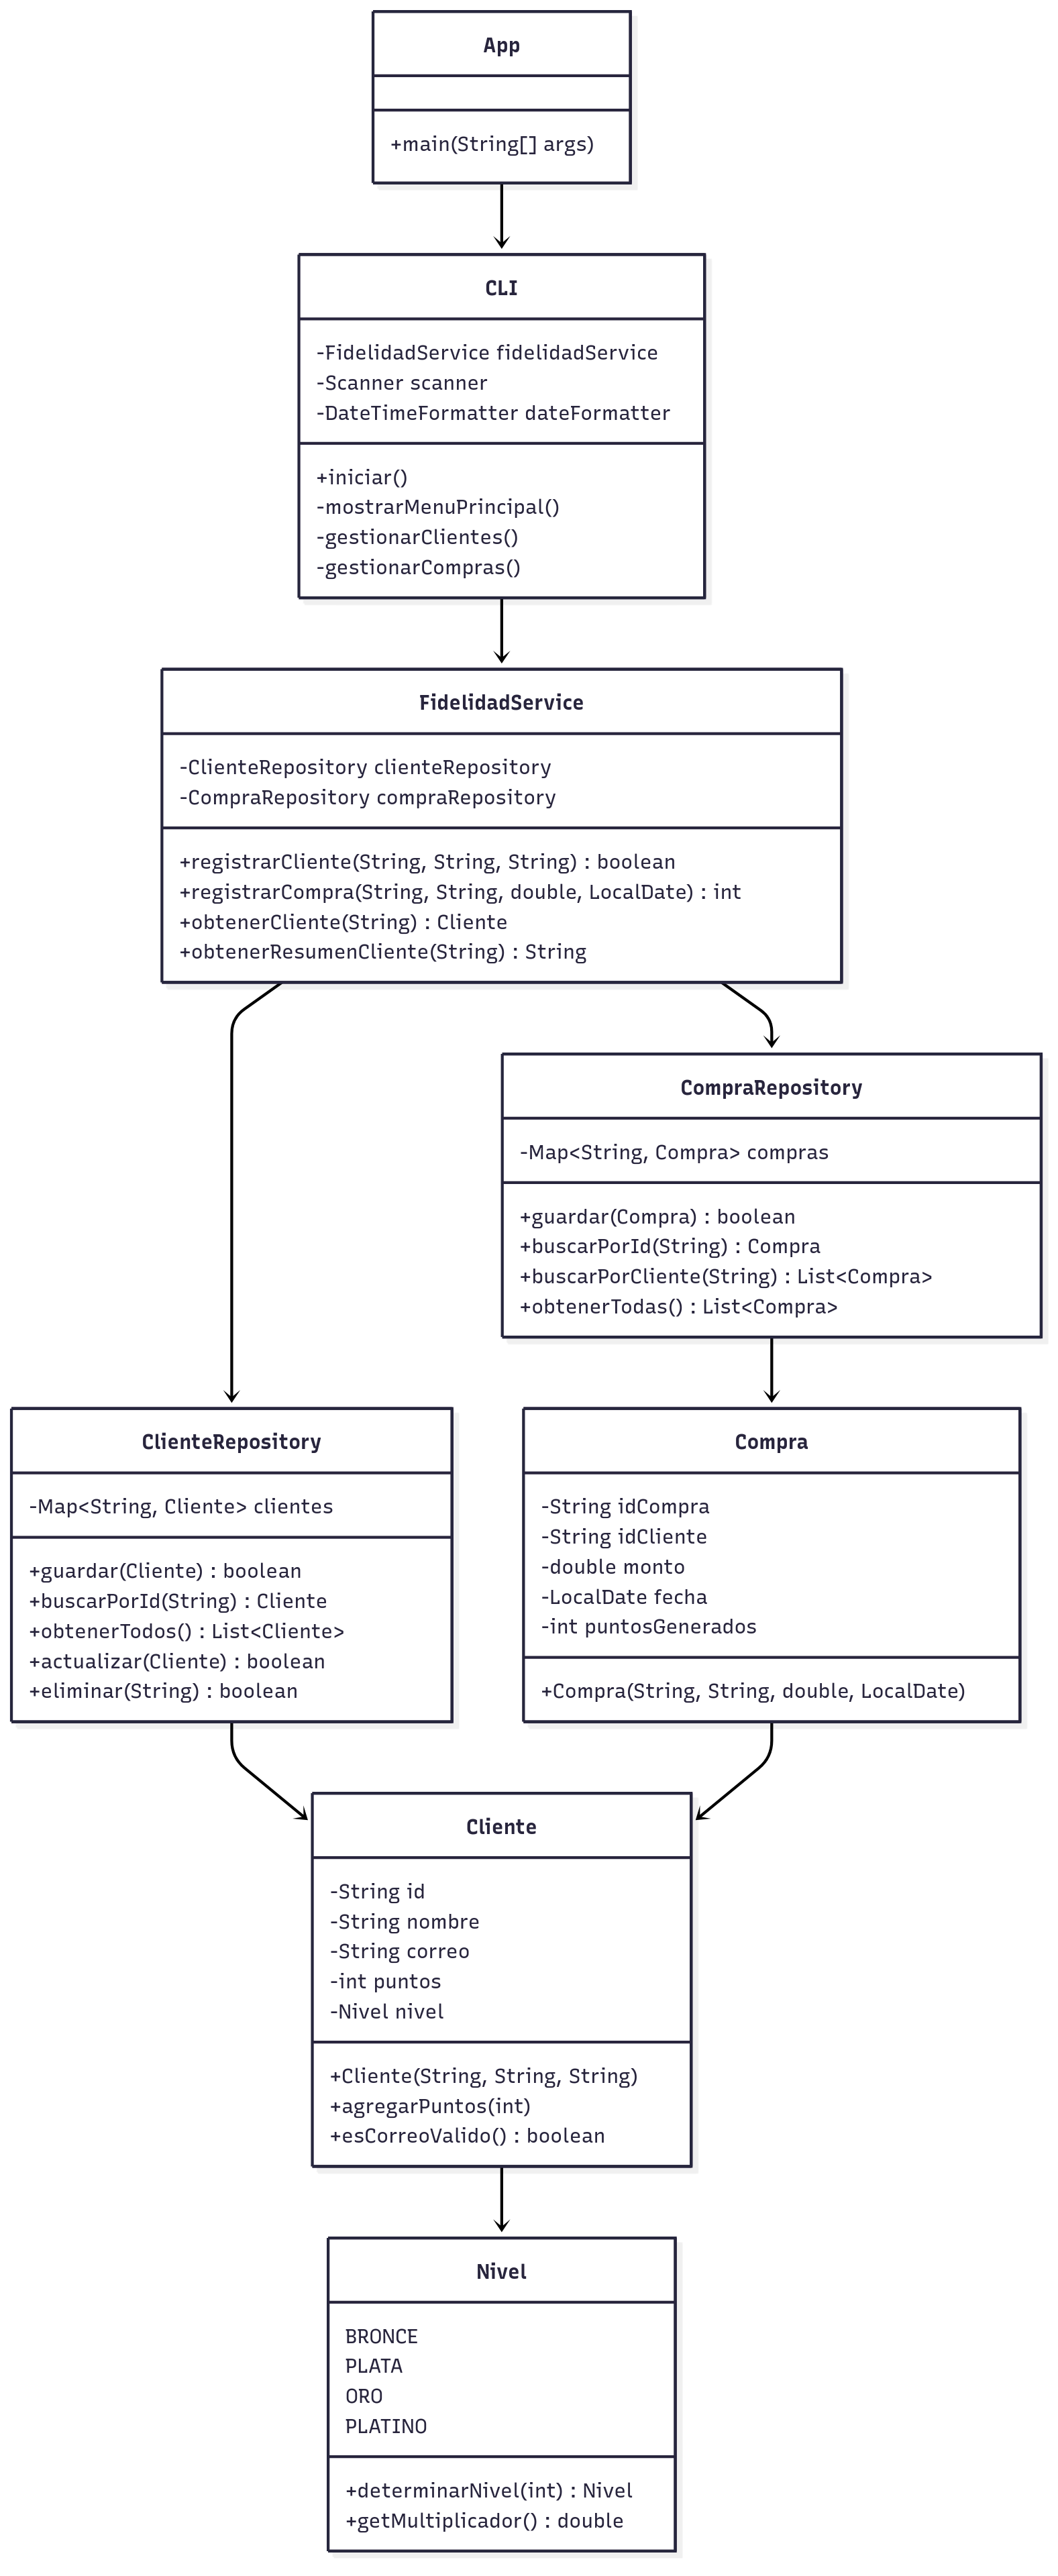 App
+main(String[] args)
CLI
-FidelidadService fidelidadService
-Scanner scanner
-DateTimeFormatter dateFormatter
+iniciar()
-mostrarMenuPrincipal()
-gestionarClientes()
-gestionarCompras()
FidelidadService
-ClienteRepository clienteRepository
-CompraRepository compraRepository
+registrarCliente(String, String, String) : boolean
+registrarCompra(String, String, double, LocalDate) : int
+obtenerCliente(String) : Cliente
+obtenerResumenCliente(String) : String
CompraRepository
-Map<String, Compra> compras
+guardar(Compra) : boolean
+buscarPorId(String) : Compra
+buscarPorCliente(String) : List<Compra>
+obtenerTodas() : List<Compra>
ClienteRepository
-Map<String, Cliente> clientes
+guardar(Cliente) : boolean
+buscarPorId(String) : Cliente
+obtenerTodos() : List<Cliente>
+actualizar(Cliente) : boolean
+eliminar(String) : boolean
Compra
-String idCompra
-String idCliente
-double monto
-LocalDate fecha
-int puntosGenerados
+Compra(String, String, double, LocalDate)
Cliente
-String id
-String nombre
-String correo
-int puntos
-Nivel nivel
+Cliente(String, String, String)
+agregarPuntos(int)
+esCorreoValido() : boolean
Nivel
BRONCE
PLATA
ORO
PLATINO
+determinarNivel(int) : Nivel
+getMultiplicador() : double